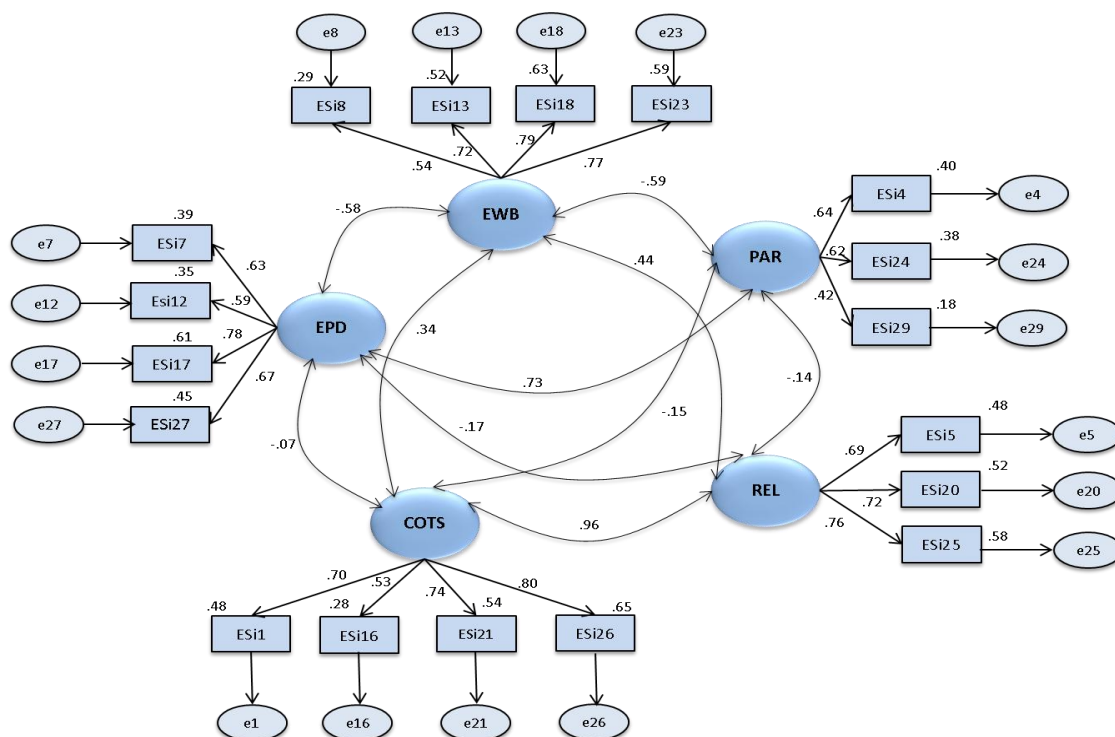 e8 e13 e18 e23
.29 .52 .63 .59
ESi8 ESi13 ESi18 ESi23
.54 .72 .79 .77
EWB
-.58 -.59
.40
ESi4 e4
.64
PAR
.62
.38
ESi24 e24
.42
.18
ESi29 e29
.39
e7 ESi7
.63
.35
e12 Esi12
.59
.61
e17 ESi17
.78
.45
e27 ESi27
.67
EPD
.44
.34
.73
-.14
-.15
-.17
-.07
.96
.48
ESi5 e5
.69
REL
.72
.52
ESi20 e20
.76
.58
ESi25 e25
COTS
.70 .53 .74 .80
.48 .28 .54 .65
ESi1 ESi16 ESi21 ESi26
e1 e16 e21 e26